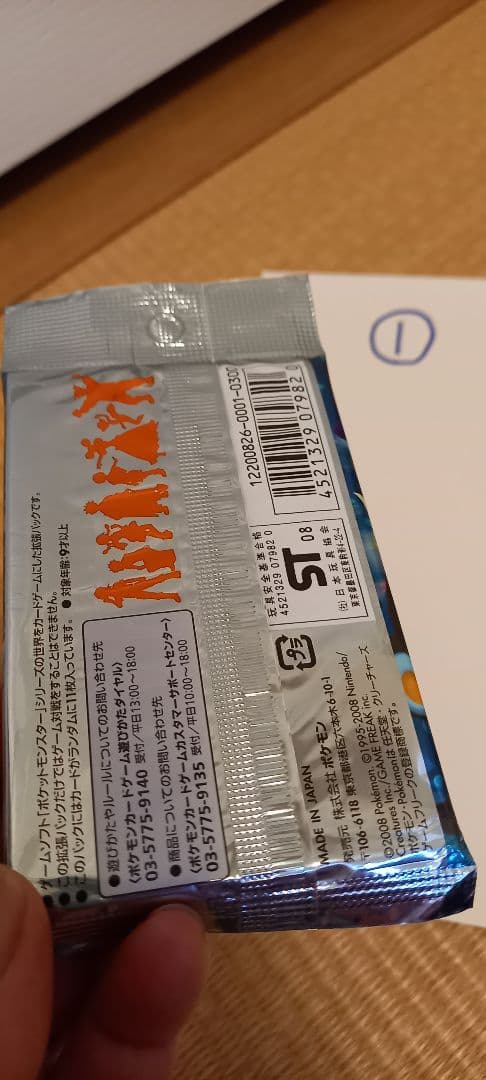 ゲームソフト「ポケットモンスター」シリーズの世界をカードゲームにした拡張パックです。
この拡張パックだけではゲーム対戦をすることはできません。
このパックにはカードがランダムに11枚入っています。 ●対象年齢:9才以上
●遊びかたやルールについてのお問い合わせ先
〈ポケモンカードゲーム遊びかたダイヤル〉
03-5775-9140 受付/平日13:00~18:00
●商品についてのお問い合わせ先
〈ポケモンカードゲームカスタマーサポートセンター〉
03-5775-9135 受付/平日10:00~18:00
12200826-0001-0300
4521329 079820
玩具安全基準合格
4521329 07982 0
ST 08
(社)日本玩具協会
プラ
MADE IN JAPAN
発売元 株式会社 ポケモン
〒106-6118 東京都港区六本木6-10-1
©2008 Pokémon. ©1995-2008 Nintendo/
Creatures Inc./GAME FREAK inc.
ポケモン・Pokémonは任天堂・クリーチャーズ・
ゲームフリークの登録商標です。
1